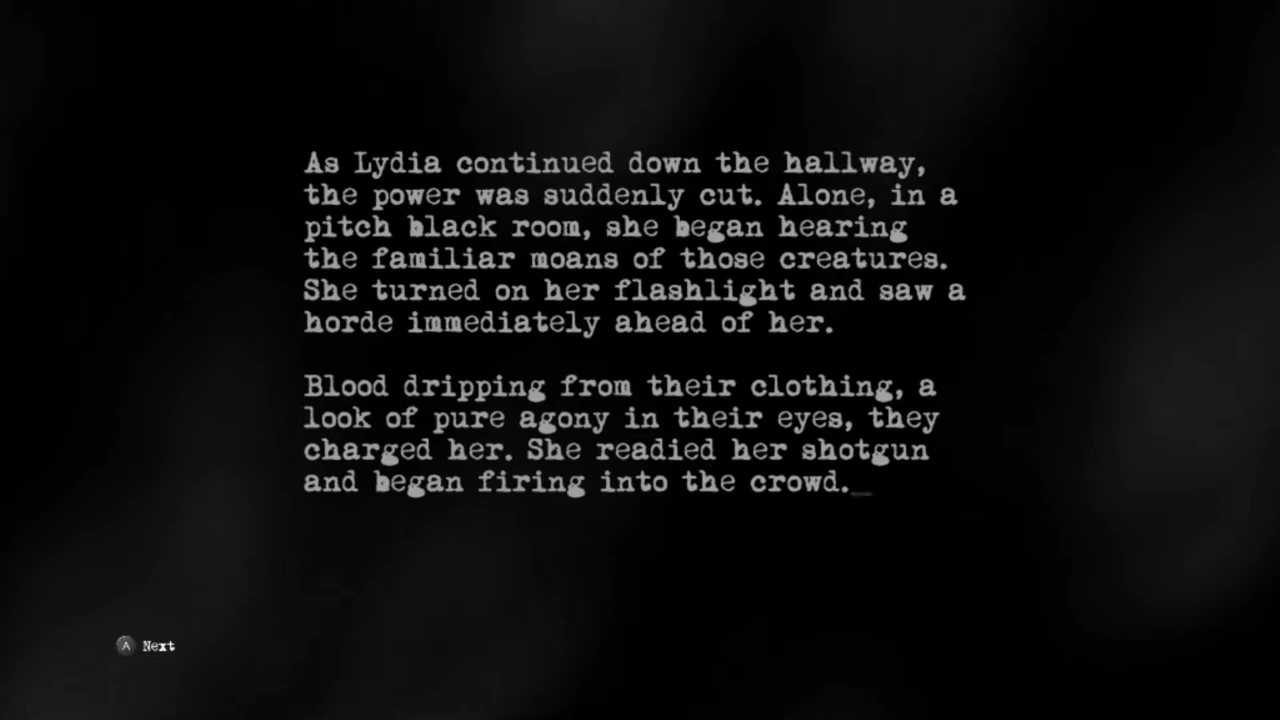 As Lydia continued down the hallway,
the power was suddenly cut. Alone, in a
pitch black room, she began hearing
the familiar moans of those creatures.
She turned on her flashlight and saw a
horde immediately ahead of her.
Blood dripping from their clothing, a
look of pure agony in their eyes, they
charged her. She readied her shotgun
and began firing into the crowd._
A Next